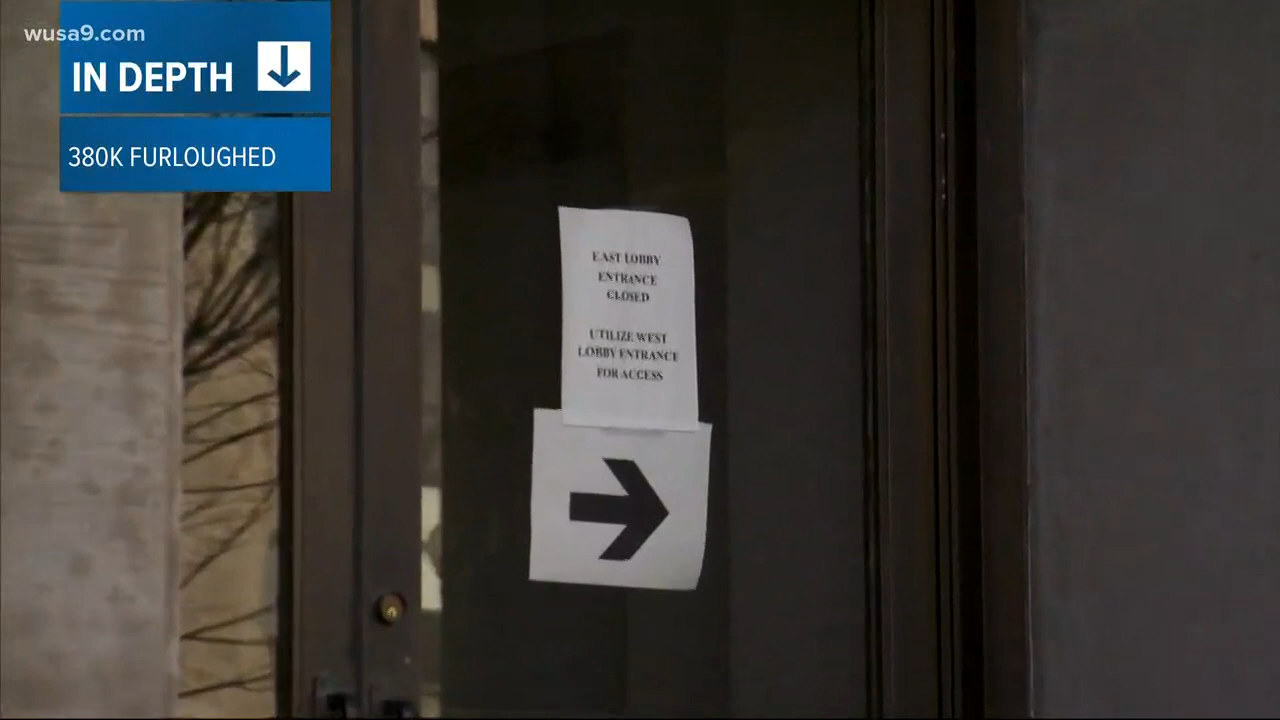 wusa9.com
IN DEPTH
380K FURLOUGHED
EAST LOBBY
ENTRANCE
CLOSED
UTILIZE WEST
LOBBY ENTRANCE
FOR ACCESS